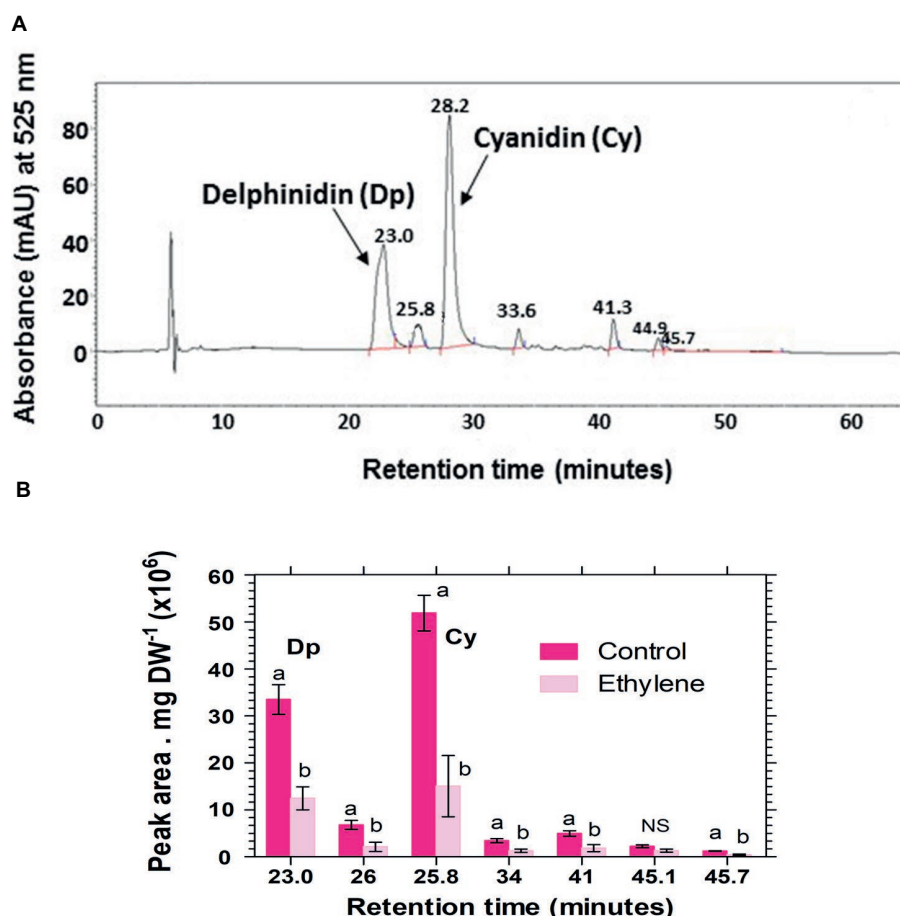 A
Absorbance (mAU) at 525 nm
80
60
40
20
0
28.2
Cyanidin (Cy)
Delphinidin (Dp)
23.0
25.8
33.6
41.3
44.9
45.7
0 10 20 30 40 50 60
Retention time (minutes)
B
Peak area . mg DW⁻¹ (x10⁶)
60
50
40
30
20
10
0
Dp
a
b
a
b
a
Cy
b
a
b
a
b
NS
a
b
Control
Ethylene
23.0 26 25.8 34 41 45.1 45.7
Retention time (minutes)